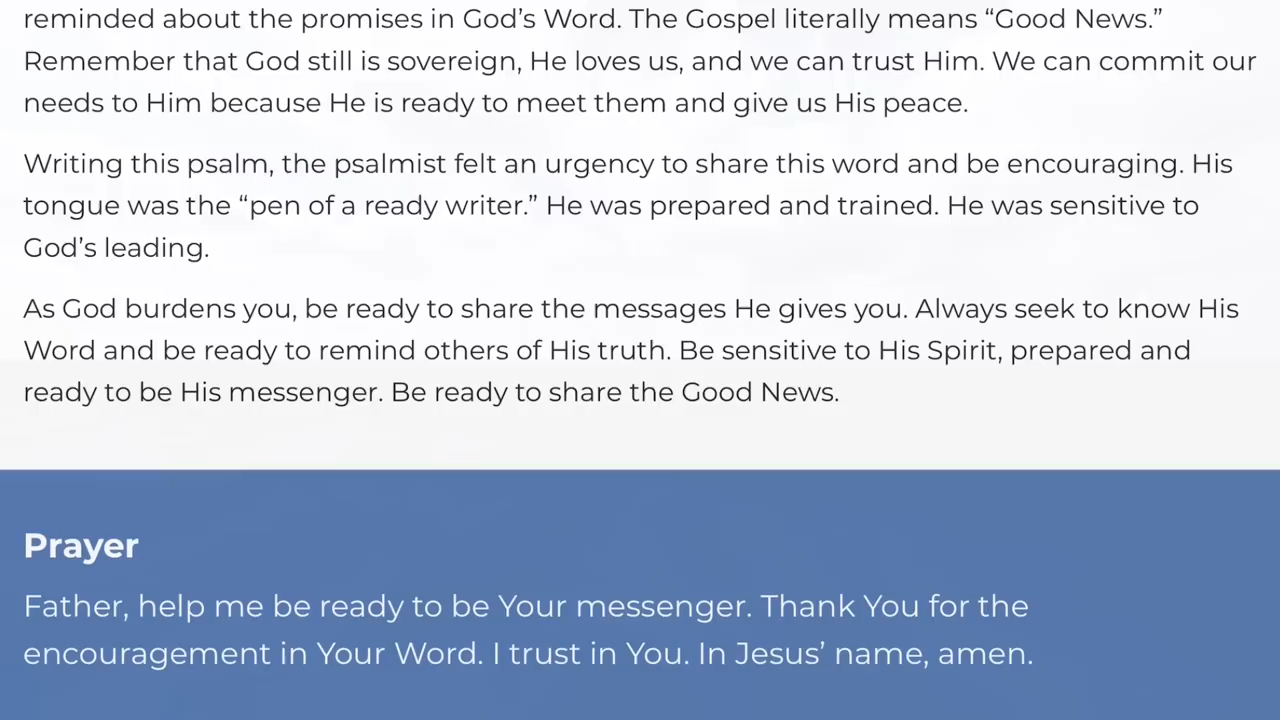 reminded about the promises in God’s Word. The Gospel literally means “Good News.”
Remember that God still is sovereign, He loves us, and we can trust Him. We can commit our
needs to Him because He is ready to meet them and give us His peace.
Writing this psalm, the psalmist felt an urgency to share this word and be encouraging. His
tongue was the “pen of a ready writer.” He was prepared and trained. He was sensitive to
God’s leading.
As God burdens you, be ready to share the messages He gives you. Always seek to know His
Word and be ready to remind others of His truth. Be sensitive to His Spirit, prepared and
ready to be His messenger. Be ready to share the Good News.
Prayer
Father, help me be ready to be Your messenger. Thank You for the
encouragement in Your Word. I trust in You. In Jesus’ name, amen.